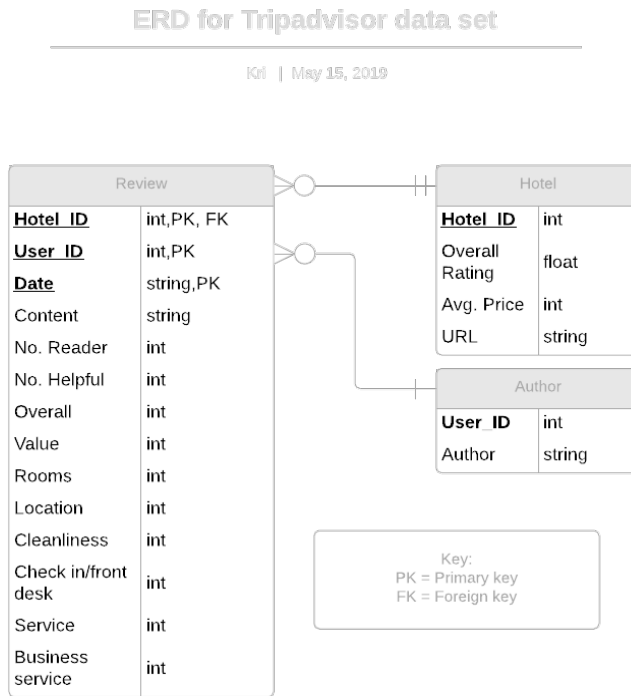 ERD for Tripadvisor data set
Kri | May 15, 2019
Review
Hotel_ID int,PK, FK
User_ID int,PK
Date string,PK
Content string
No. Reader int
No. Helpful int
Overall int
Value int
Rooms int
Location int
Cleanliness int
Check in/front
desk int
Service int
Business
service int
Hotel
Hotel_ID int
Overall
Rating float
Avg. Price int
URL string
Author
User_ID int
Author string
Key:
PK = Primary key
FK = Foreign key